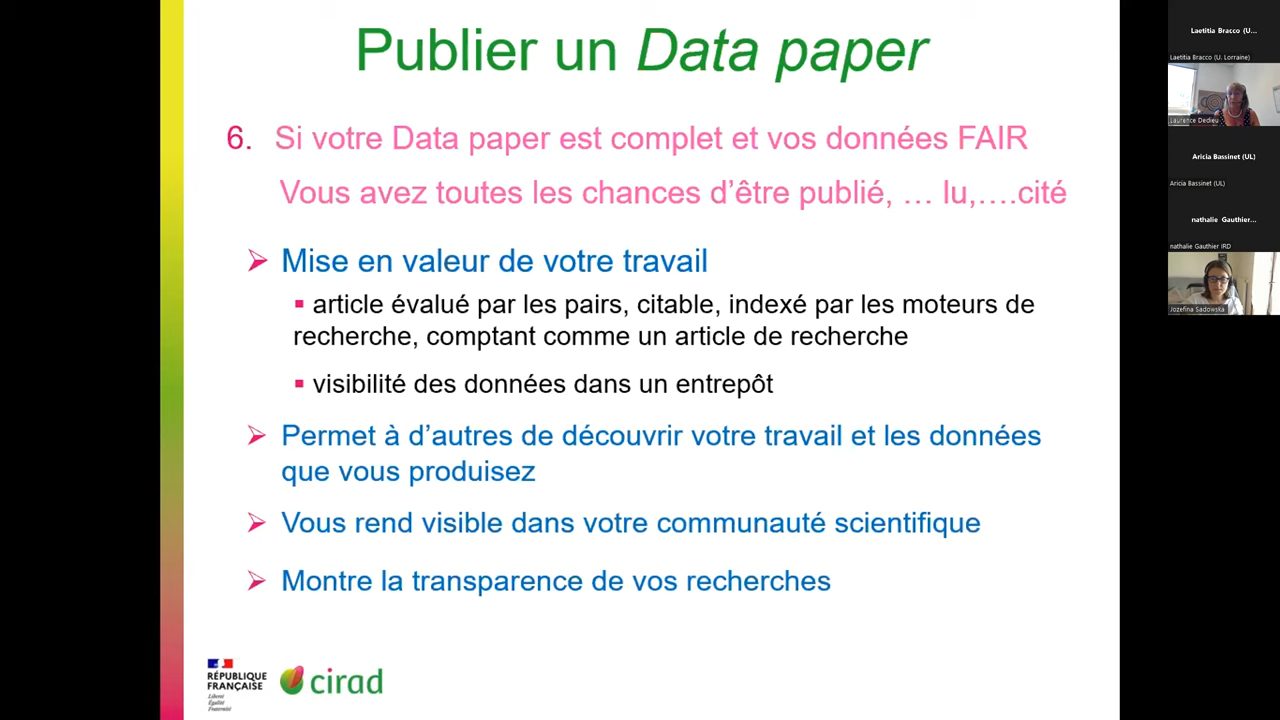 Publier un Data paper
6. Si votre Data paper est complet et vos données FAIR
Vous avez toutes les chances d’être publié, … lu,….cité
Mise en valeur de votre travail
article évalué par les pairs, citable, indexé par les moteurs de
recherche, comptant comme un article de recherche
visibilité des données dans un entrepôt
Permet à d’autres de découvrir votre travail et les données
que vous produisez
Vous rend visible dans votre communauté scientifique
Montre la transparence de vos recherches
RÉPUBLIQUE
FRANÇAISE
Liberté
Égalité
Fraternité
cirad
Laetitia Bracco (U...
Laetitia Bracco (U. Lorraine)
Laurence Dedieu
Aricia Bassinet (UL)
Aricia Bassinet (UL)
nathalie Gauthier...
nathalie Gauthier IRD
Jozefina Sadowska